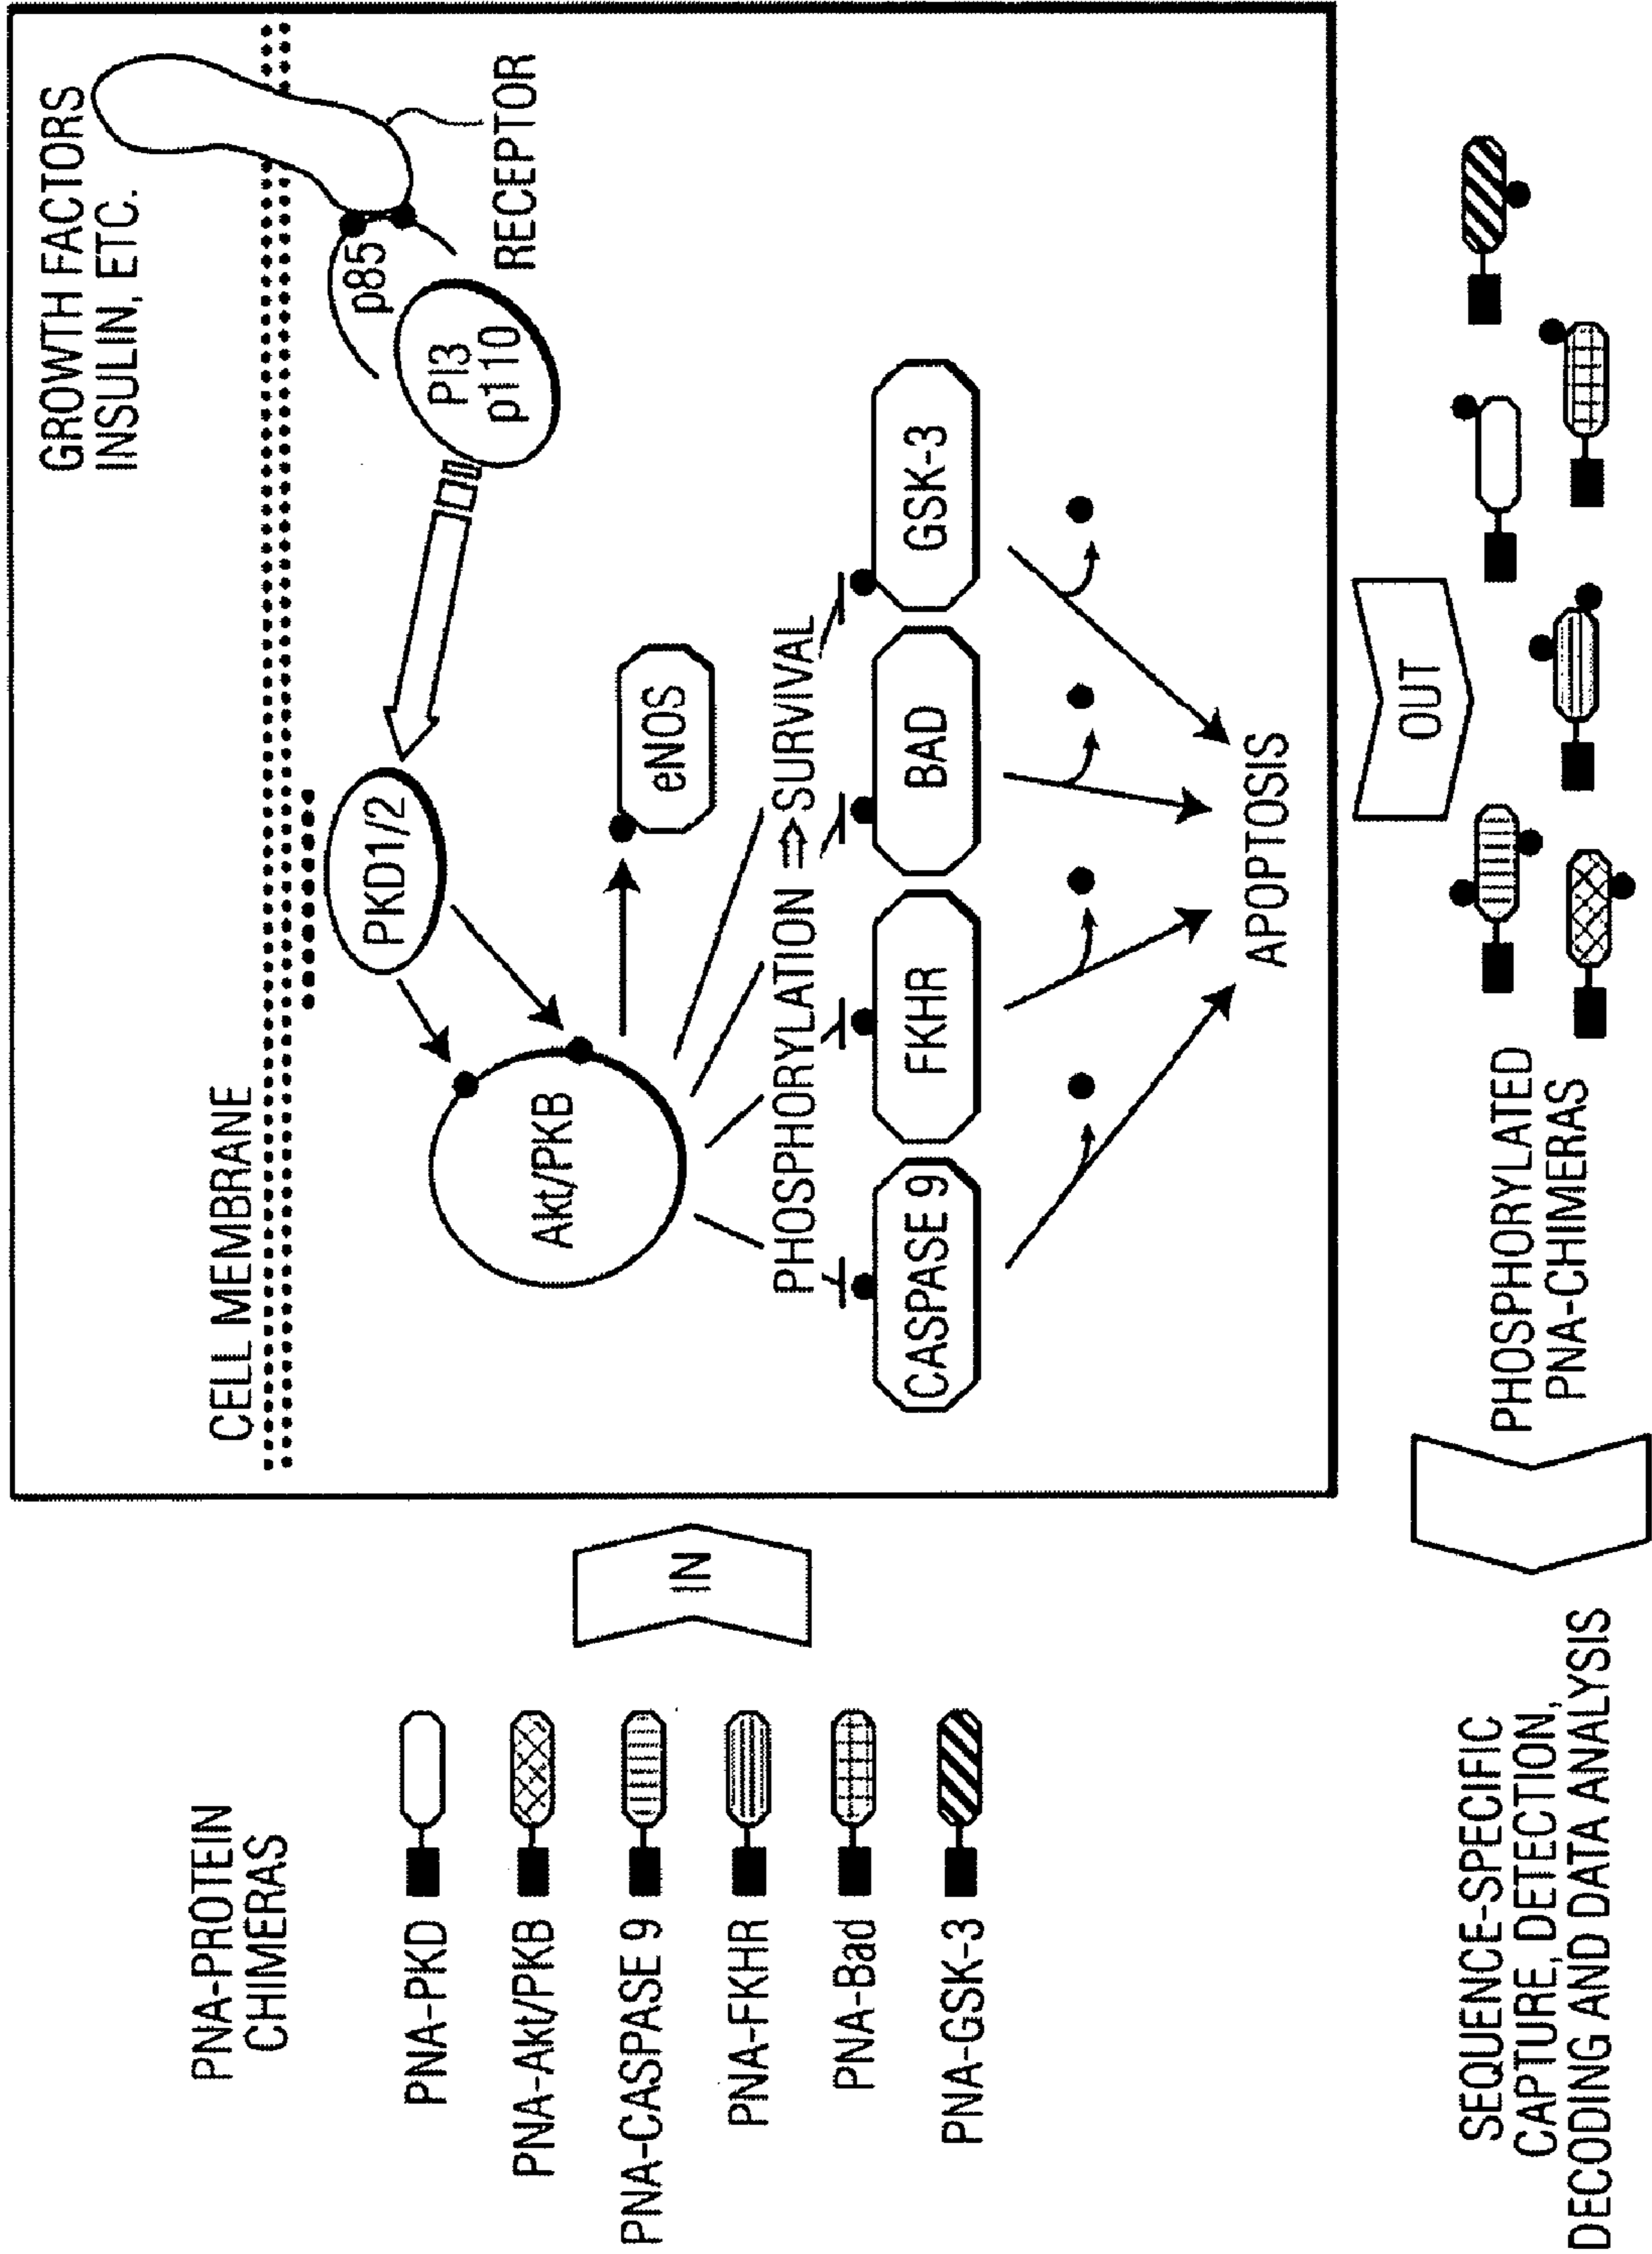 PNA-PROTEIN
CHIMERAS
PNA-PKD
PNA-Akt/PKB
PNA-CASPASE 9
PNA-FKHR
PNA-Bad
PNA-GSK-3
IN
GROWTH FACTORS
INSULIN, ETC.
CELL MEMBRANE
RECEPTOR
p85
PI3
p110
PKD1/2
Akt/PKB
eNOS
PHOSPHORYLATION ⇒ SURVIVAL
CASPASE 9
FKHR
BAD
GSK-3
APOPTOSIS
OUT
PHOSPHORYLATED
PNA-CHIMERAS
SEQUENCE-SPECIFIC
CAPTURE, DETECTION,
DECODING AND DATA ANALYSIS